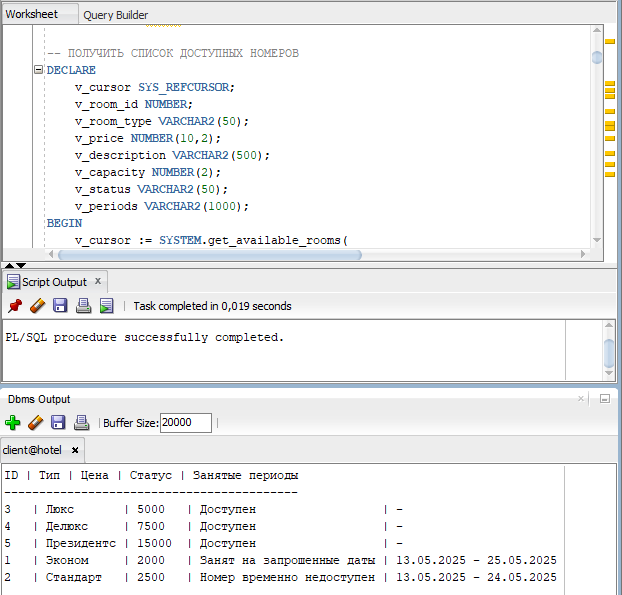 Worksheet Query Builder
-- ПОЛУЧИТЬ СПИСОК ДОСТУПНЫХ НОМЕРОВ
DECLARE
v_cursor SYS_REFCURSOR;
v_room_id NUMBER;
v_room_type VARCHAR2(50);
v_price NUMBER(10,2);
v_description VARCHAR2(500);
v_capacity NUMBER(2);
v_status VARCHAR2(50);
v_periods VARCHAR2(1000);
BEGIN
v_cursor := SYSTEM.get_available_rooms(
Script Output x
| Task completed in 0,019 seconds
PL/SQL procedure successfully completed.
Dbms Output
| Buffer Size: 20000 |
client@hotel x
ID | Тип | Цена | Статус | Занятые периоды
------------------------------------------
3 | Люкс | 5000 | Доступен | -
4 | Делюкс | 7500 | Доступен | -
5 | Президентс | 15000 | Доступен | -
1 | Эконом | 2000 | Занят на запрошенные даты | 13.05.2025 - 25.05.2025
2 | Стандарт | 2500 | Номер временно недоступен | 13.05.2025 - 24.05.2025